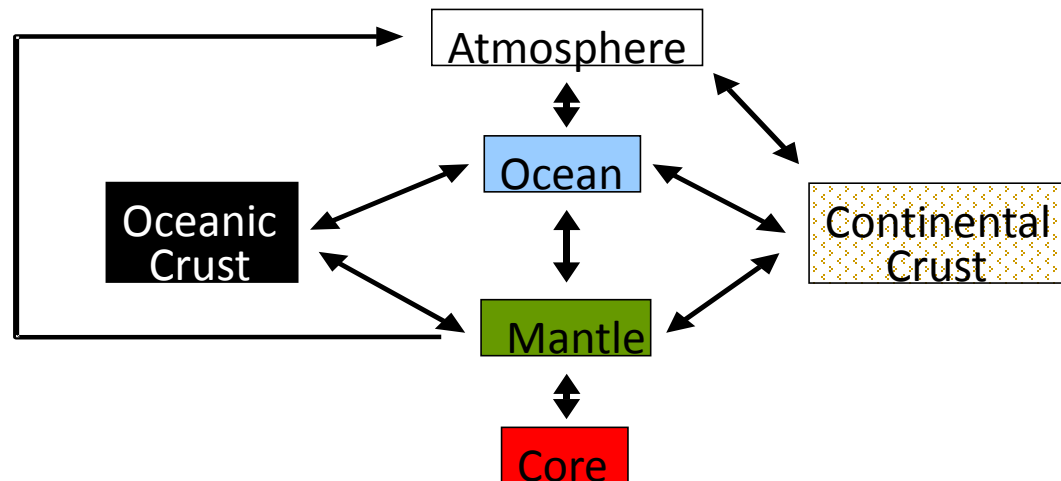 Atmosphere
Ocean
Oceanic
Crust
Continental
Crust
Mantle
Core